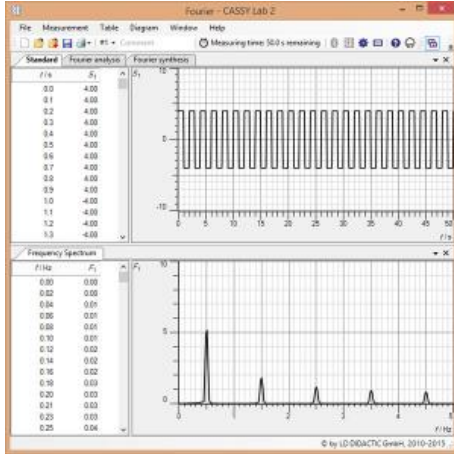 Fourier - CASSY Lab 2
File Measurement Table Diagram Window Help
#1 Comment Measuring time: 50.0 s remaining
Standard Fourier analysis Fourier synthesis
t / s S₁
0.0 -4.00
0.1 4.00
0.2 4.00
0.3 4.00
0.4 4.00
0.5 4.00
0.6 4.00
0.7 4.00
0.8 4.00
0.9 4.00
1.0 -4.00
1.1 -4.00
1.2 -4.00
1.3 -4.00
S₁
10
0
-10
0 5 10 15 20 25 30 35 40 45 50
t / s
Frequency Spectrum
f / Hz F₁
0.00 0.00
0.02 0.00
0.04 0.01
0.06 0.01
0.08 0.01
0.10 0.01
0.12 0.02
0.14 0.02
0.16 0.02
0.18 0.03
0.20 0.03
0.21 0.03
0.23 0.03
0.25 0.04
F₁
10
5
0
0 1 2 3 4 5
f / Hz
© by LD DIDACTIC GmbH, 2010-2015